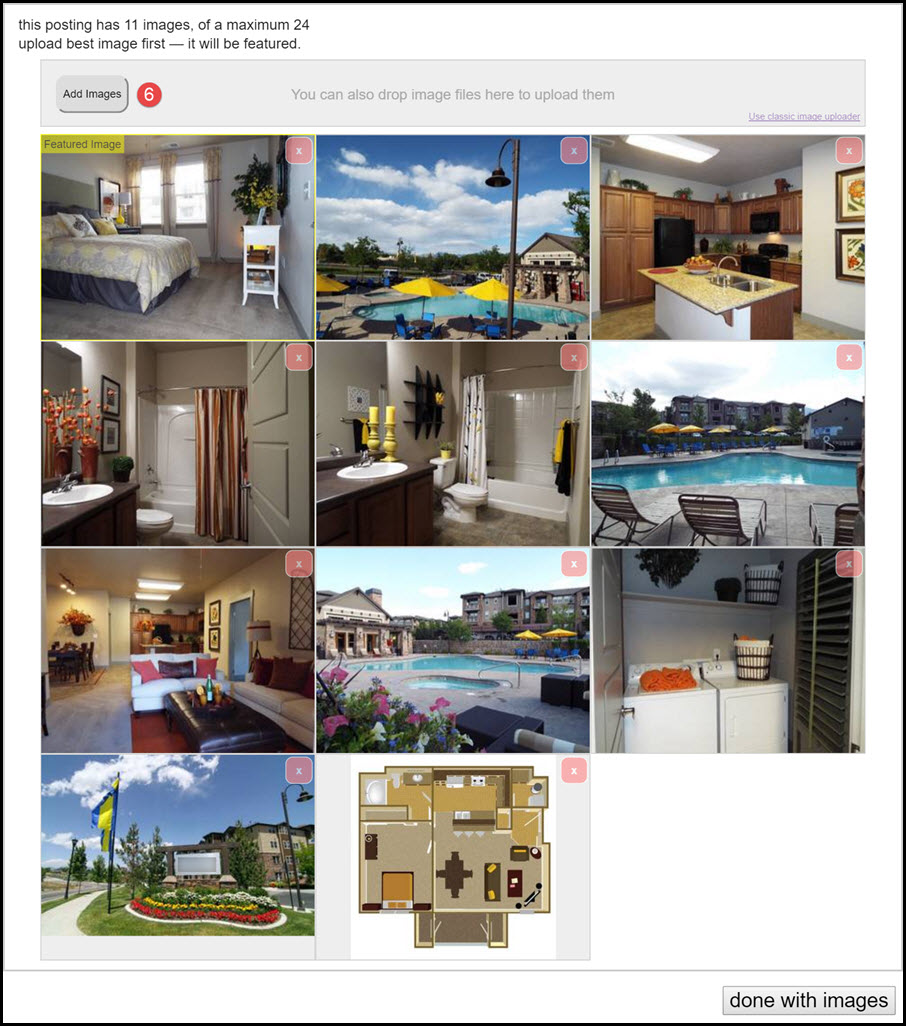 this posting has 11 images, of a maximum 24
upload best image first — it will be featured.
Add Images
6
You can also drop image files here to upload them
Use classic image uploader
Featured Image
x
x
x
x
x
x
x
x
x
x
x
done with images